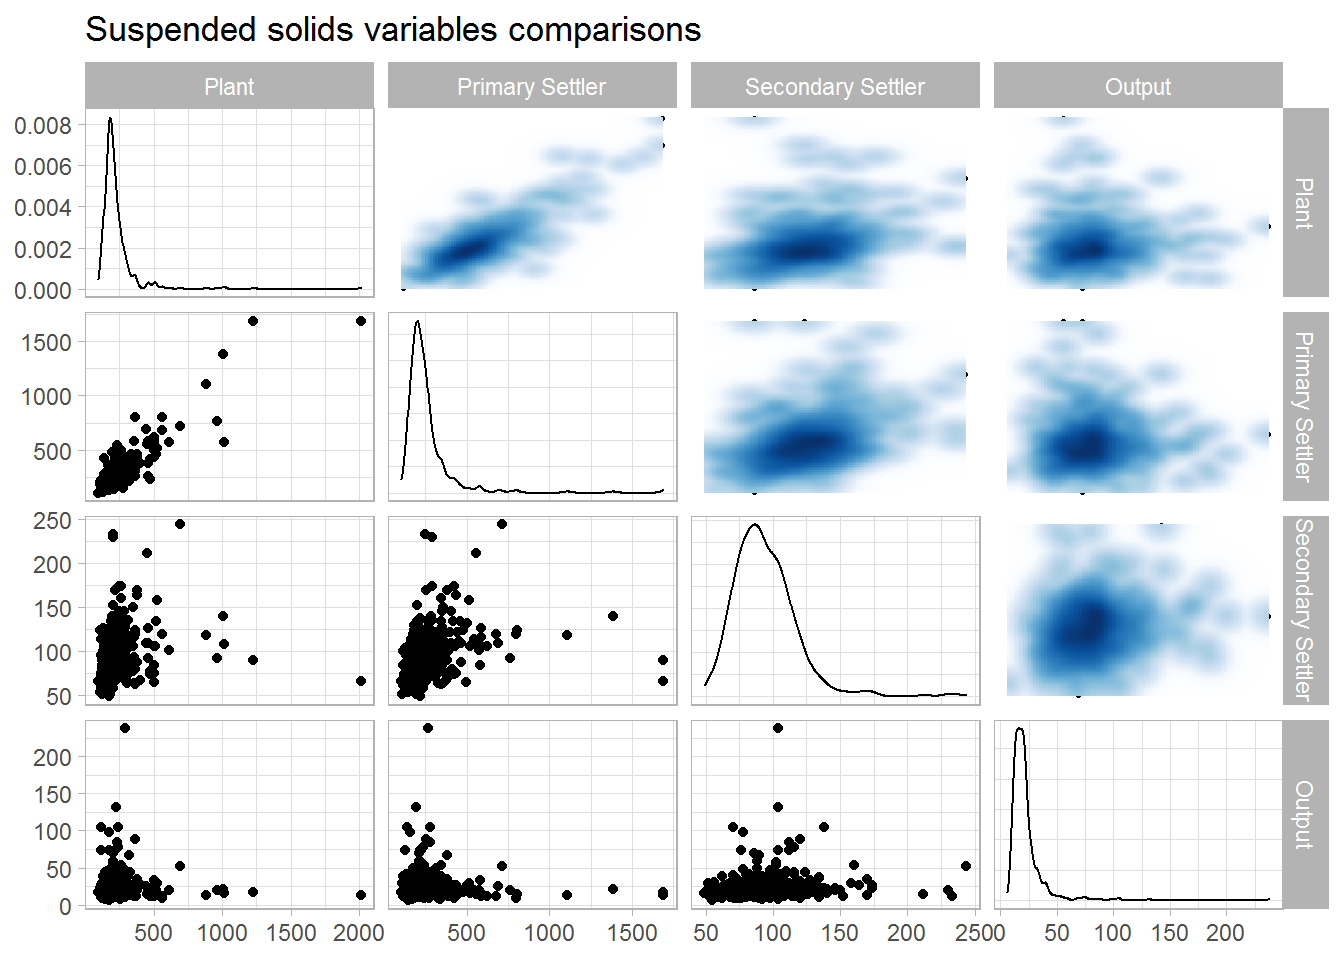 Suspended solids variables comparisons
Plant Primary Settler Secondary Settler Output
0.008
0.006
0.004
0.002
0.000
Plant
1500
1000
500
Primary Settler
250
200
150
100
50
Secondary Settler
200
150
100
50
0
Output
500 1000 1500 2000 500 1000 1500 50 100 150 200 250 0 50 100 150 200